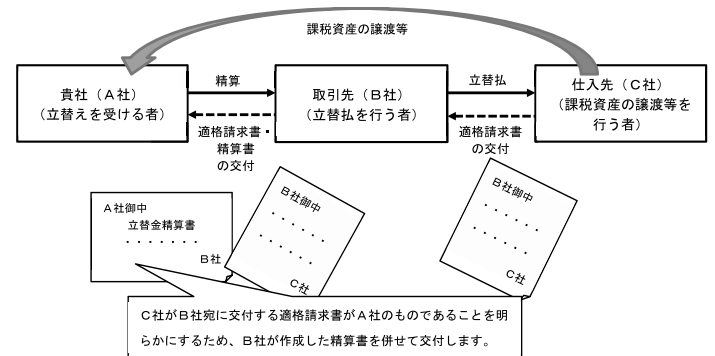 課税資産の譲渡等
貴社（Ａ社）
（立替えを受ける者）
精算
適格請求書・
精算書
の交付
取引先（Ｂ社）
（立替払を行う者）
立替払
適格請求書
の交付
仕入先（Ｃ社）
（課税資産の譲渡等を
行う者）
Ａ社御中
立替金精算書
・・・・・・・
Ｂ社
Ｂ社御中
・・・・・・
・・・・・・
Ｃ社
Ｂ社御中
・・・・・・
・・・・・・
Ｃ社
Ｃ社がＢ社宛に交付する適格請求書がＡ社のものであることを明
らかにするため、Ｂ社が作成した精算書を併せて交付します。